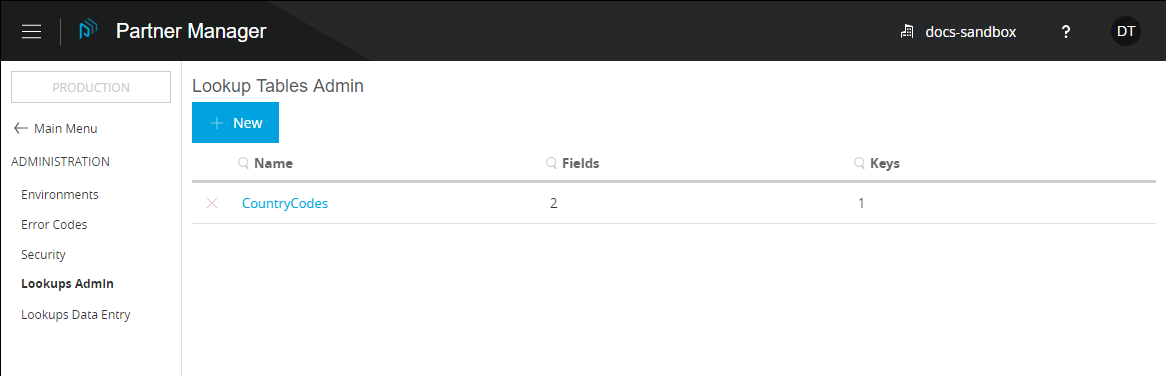 Partner Manager
docs-sandbox
?
DT
PRODUCTION
Main Menu
ADMINISTRATION
Environments
Error Codes
Security
Lookups Admin
Lookups Data Entry
Lookup Tables Admin
+ New
Name Fields Keys
CountryCodes 2 1